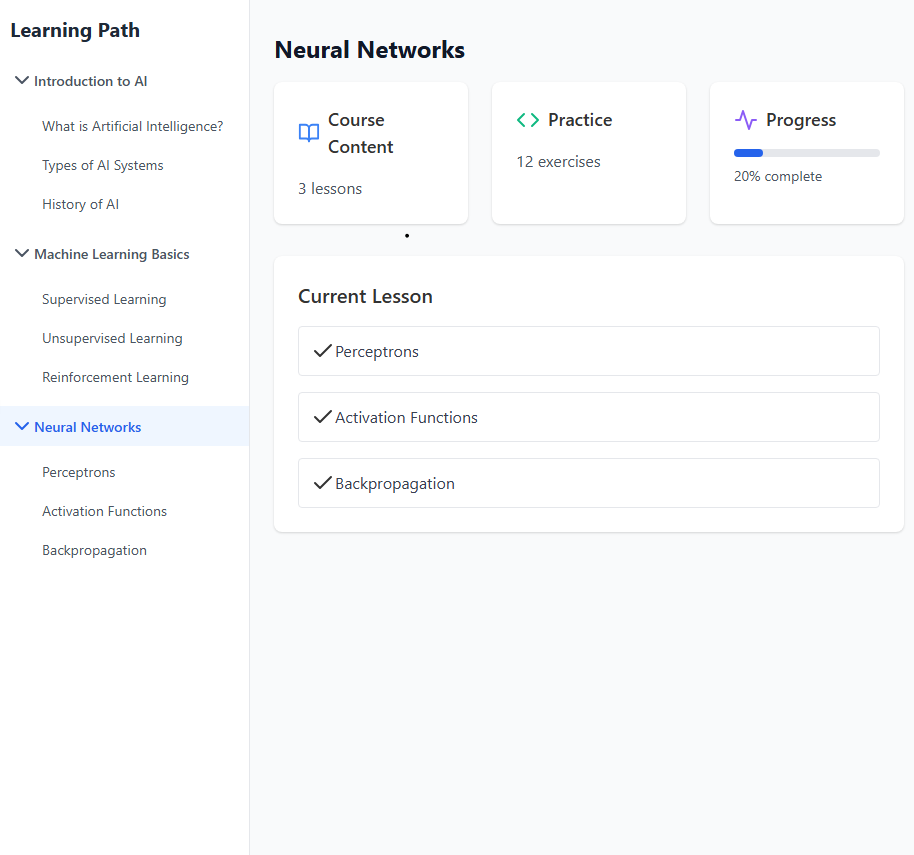 Learning Path
Introduction to AI
What is Artificial Intelligence?
Types of AI Systems
History of AI
Machine Learning Basics
Supervised Learning
Unsupervised Learning
Reinforcement Learning
Neural Networks
Perceptrons
Activation Functions
Backpropagation
Neural Networks
Course
Content
3 lessons
Practice
12 exercises
Progress
20% complete
Current Lesson
Perceptrons
Activation Functions
Backpropagation